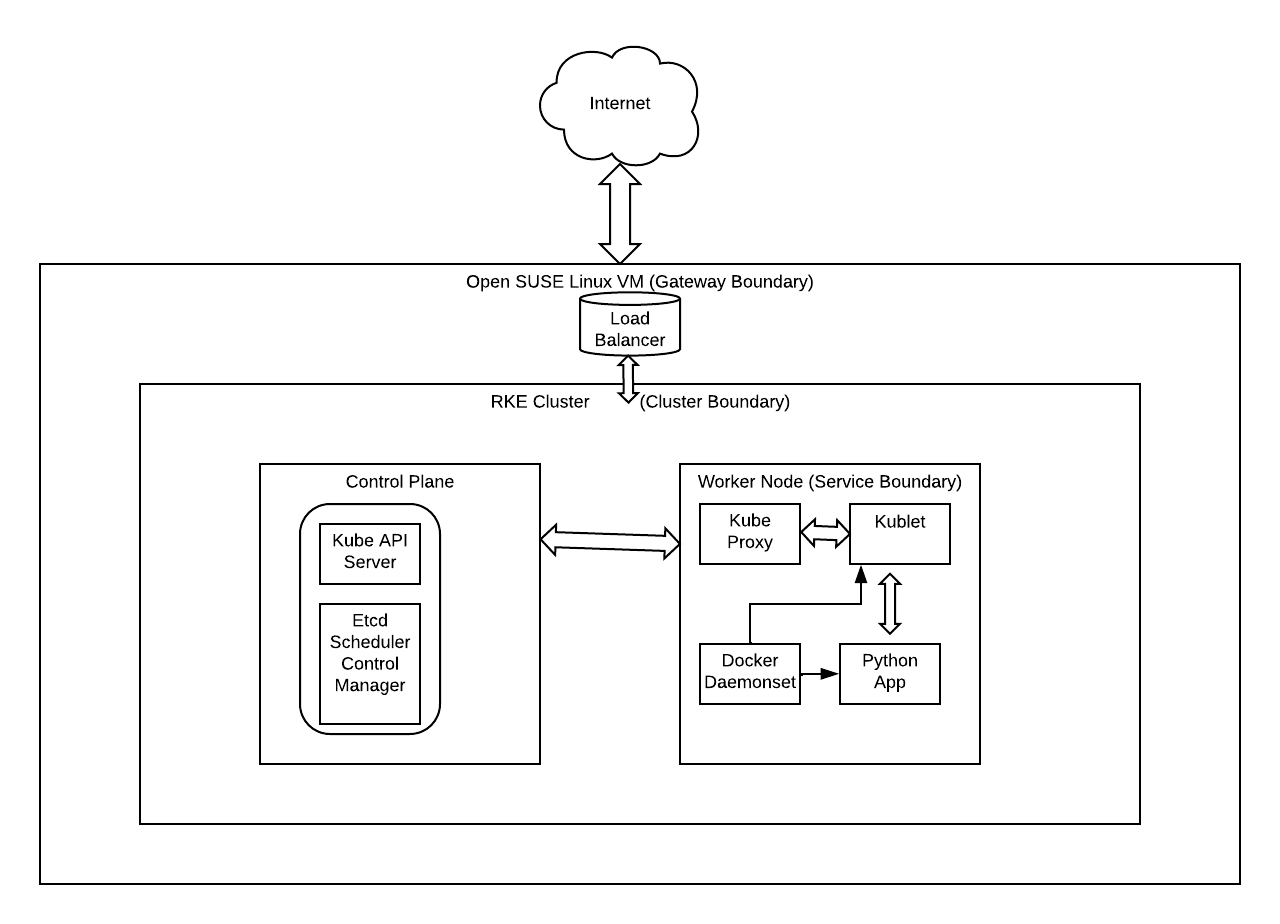 Internet
Open SUSE Linux VM (Gateway Boundary)
Load
Balancer
RKE Cluster (Cluster Boundary)
Control Plane
Kube API
Server
Etcd
Scheduler
Control
Manager
Worker Node (Service Boundary)
Kube
Proxy
Kublet
Docker
Daemonset
Python
App